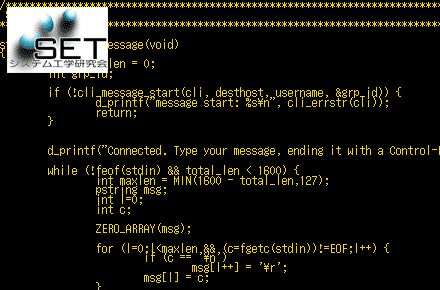 /*****************************************************
*****************************************************
SET
システム工学研究会
message(void)
{
len = 0;
int grp_id;
if (!cli_message_start(cli, desthost, username, &grp_id)) {
d_printf("message start: %s¥n", cli_errstr(cli));
return;
}
d_printf("Connected. Type your message, ending it with a Control-
while (!feof(stdin) && total_len < 1600) {
int maxlen = MIN(1600 - total_len,127);
pstring msg;
int l=0;
int c;
ZERO_ARRAY(msg);
for (l=0;l<maxlen&&(c=fgetc(stdin))!=EOF;l++) {
if (c == '¥n')
msg[l++] = '¥r';
msg[l] = c;
}